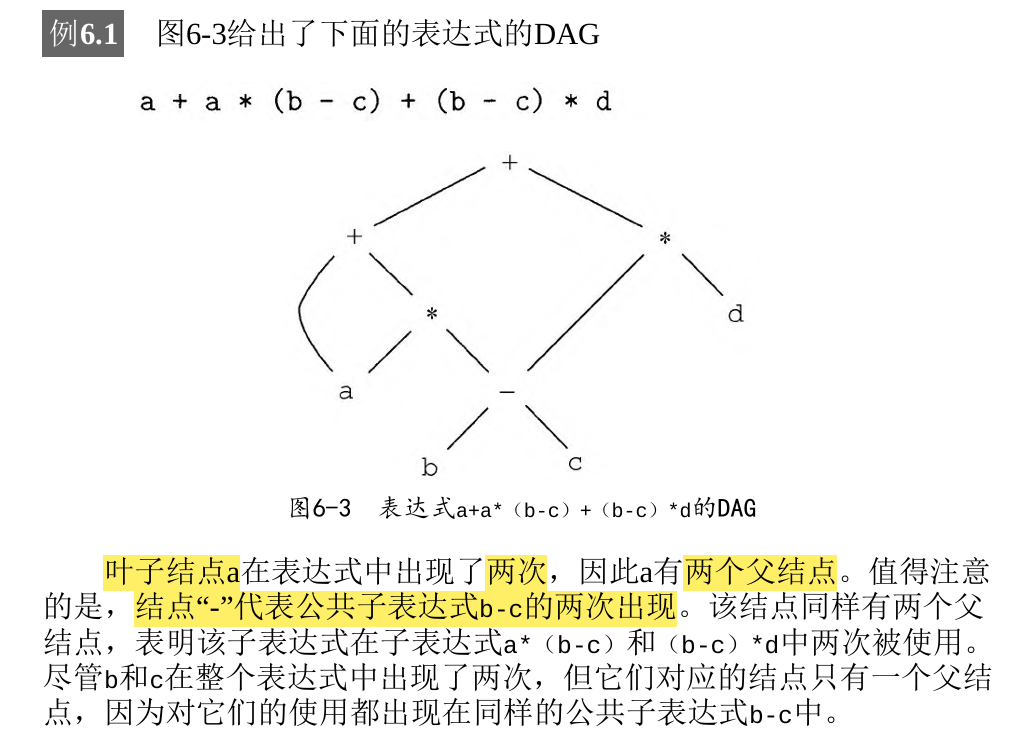 例6.1 图6-3给出了下面的表达式的DAG
a + a * (b - c) + (b - c) * d
+
+ *
* d
a -
b c
图6-3 表达式a+a*（b-c）+（b-c）*d的DAG
叶子结点a在表达式中出现了两次，因此a有两个父结点。值得注意
的是，结点“-”代表公共子表达式b-c的两次出现。该结点同样有两个父
结点，表明该子表达式在子表达式a*（b-c）和（b-c）*d中两次被使用。
尽管b和c在整个表达式中出现了两次，但它们对应的结点只有一个父结
点，因为对它们的使用都出现在同样的公共子表达式b-c中。